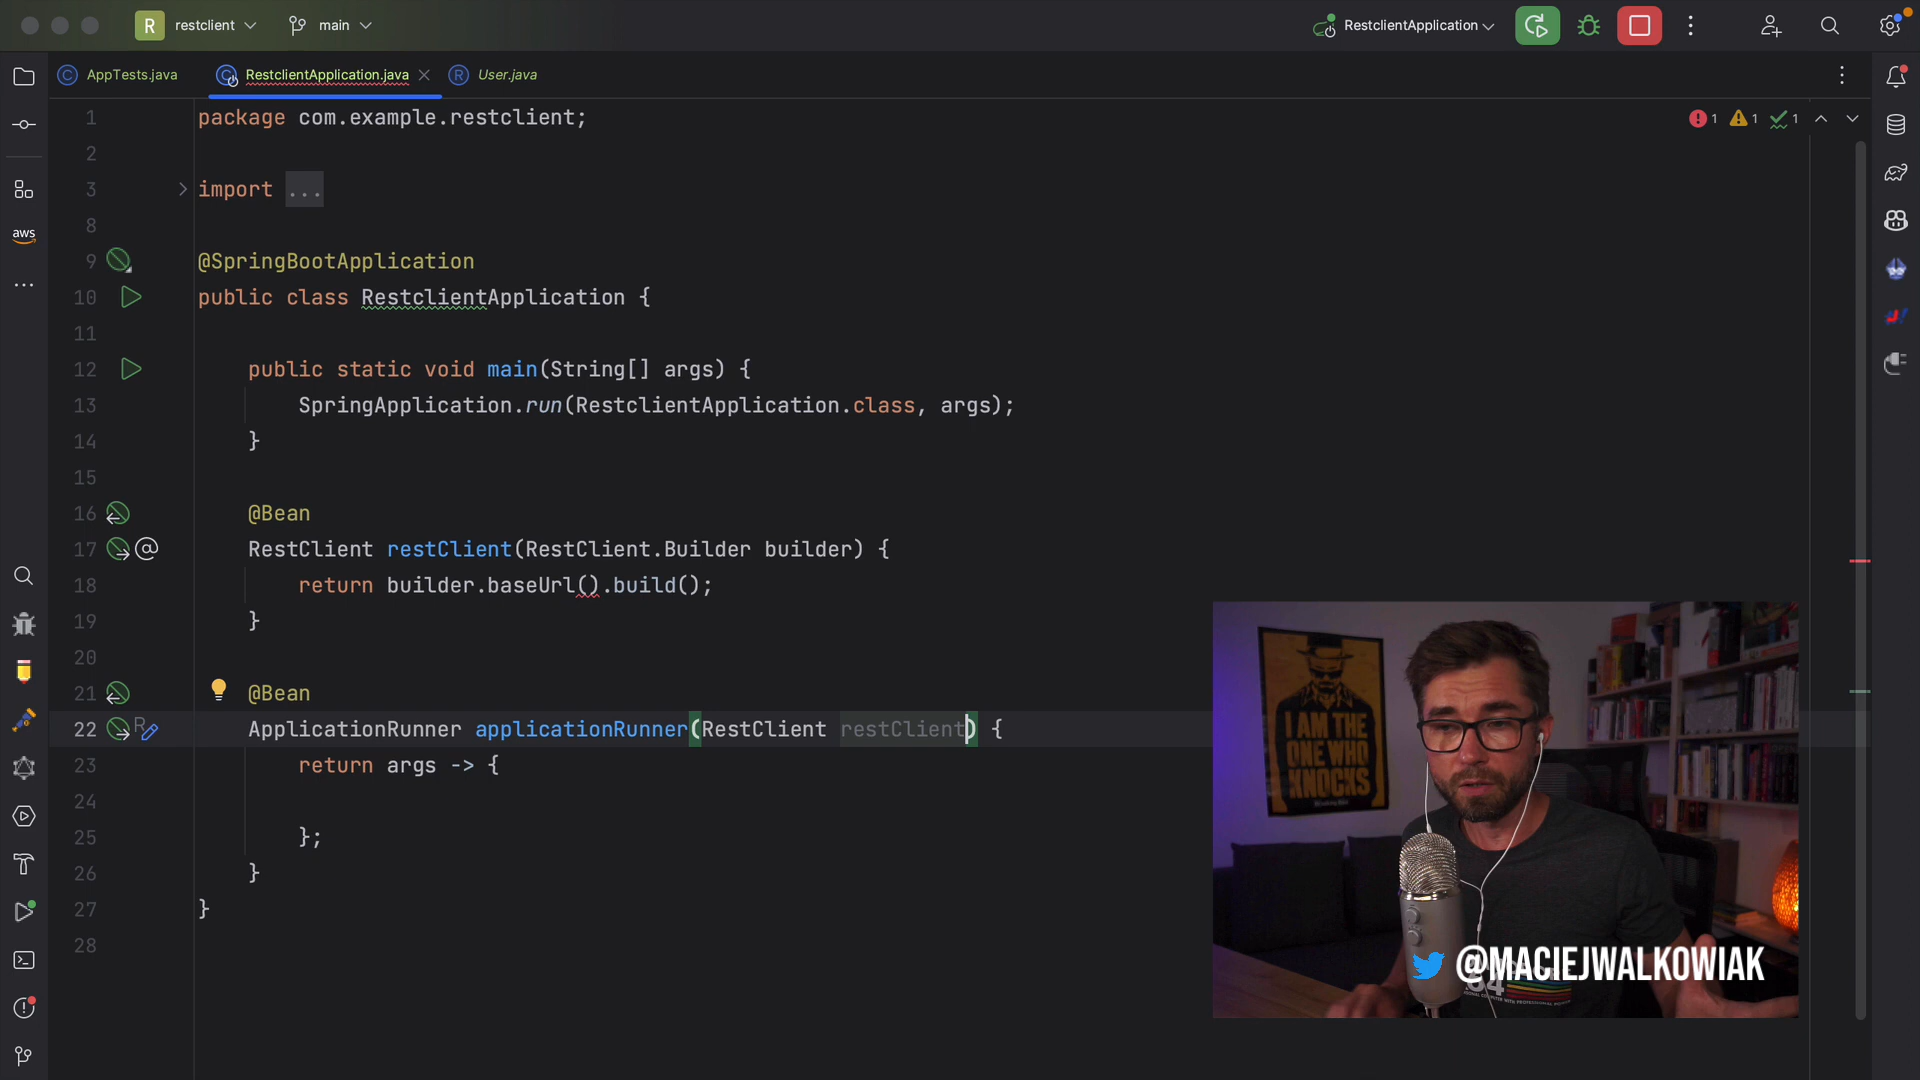 R restclient main RestclientApplication
AppTests.java RestclientApplication.java User.java
1 package com.example.restclient; 1 1 1
2
3 import ...
8
9 @SpringBootApplication
10 public class RestclientApplication {
11
12 public static void main(String[] args) {
13 SpringApplication.run(RestclientApplication.class, args);
14 }
15
16 @Bean
17 RestClient restClient(RestClient.Builder builder) {
18 return builder.baseUrl().build();
19 }
20
21 @Bean
22 ApplicationRunner applicationRunner(RestClient restClient) {
23 return args -> {
24
25 };
26 }
27 }
28
aws
I AM THE
ONE WHO
KNOCKS
@MACIEJWALKOWIAK
64